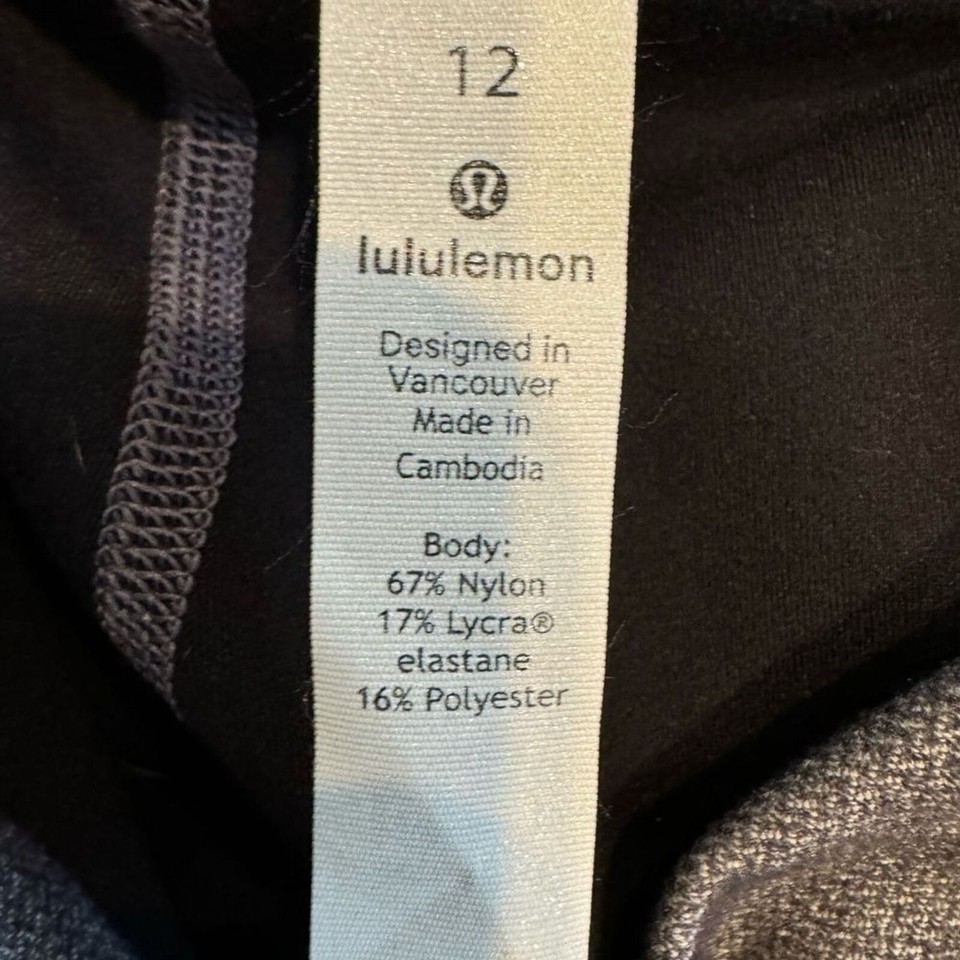 12
lululemon
Designed in
Vancouver
Made in
Cambodia
Body:
67% Nylon
17% Lycra®
elastane
16% Polyester